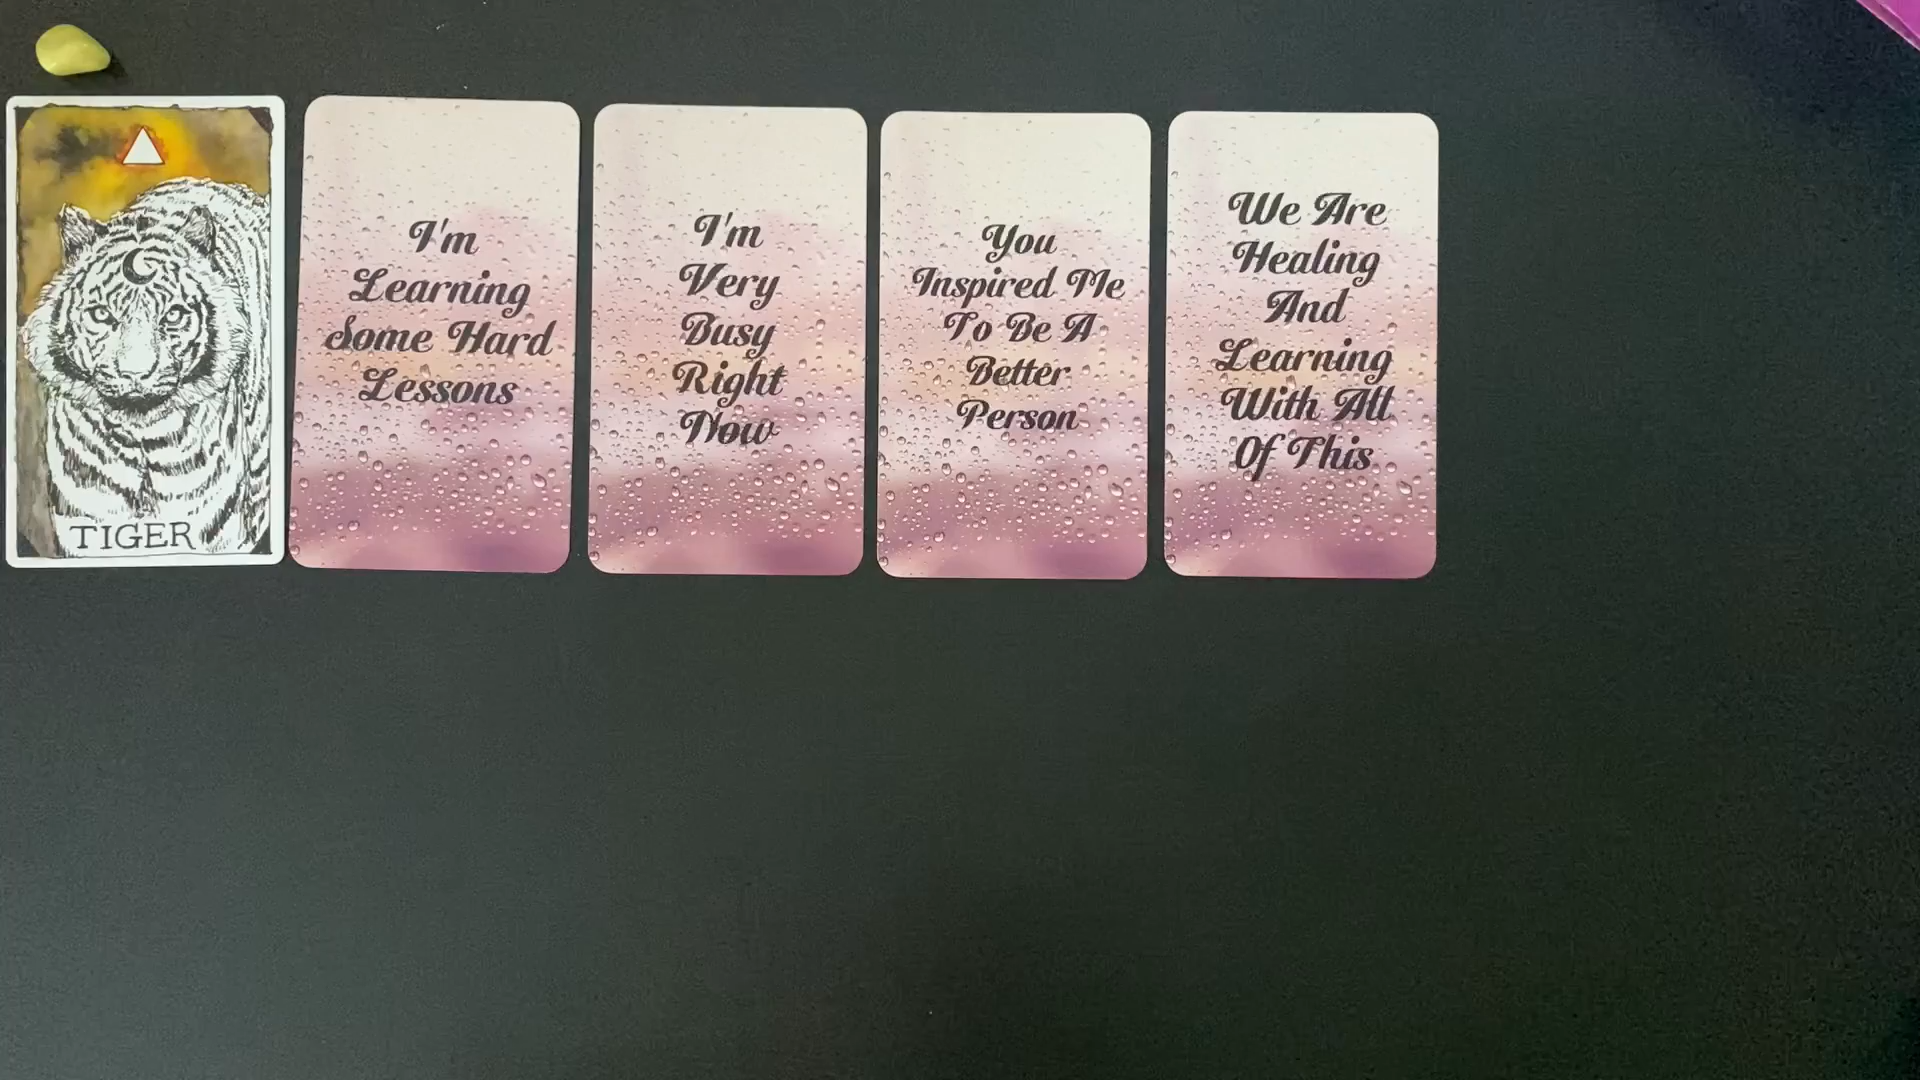 TIGER
I'm
Learning
Some Hard
Lessons
I'm
Very
Busy
Right
Now
You
Inspired Me
To Be A
Better
Person
We Are
Healing
And
Learning
With All
Of This